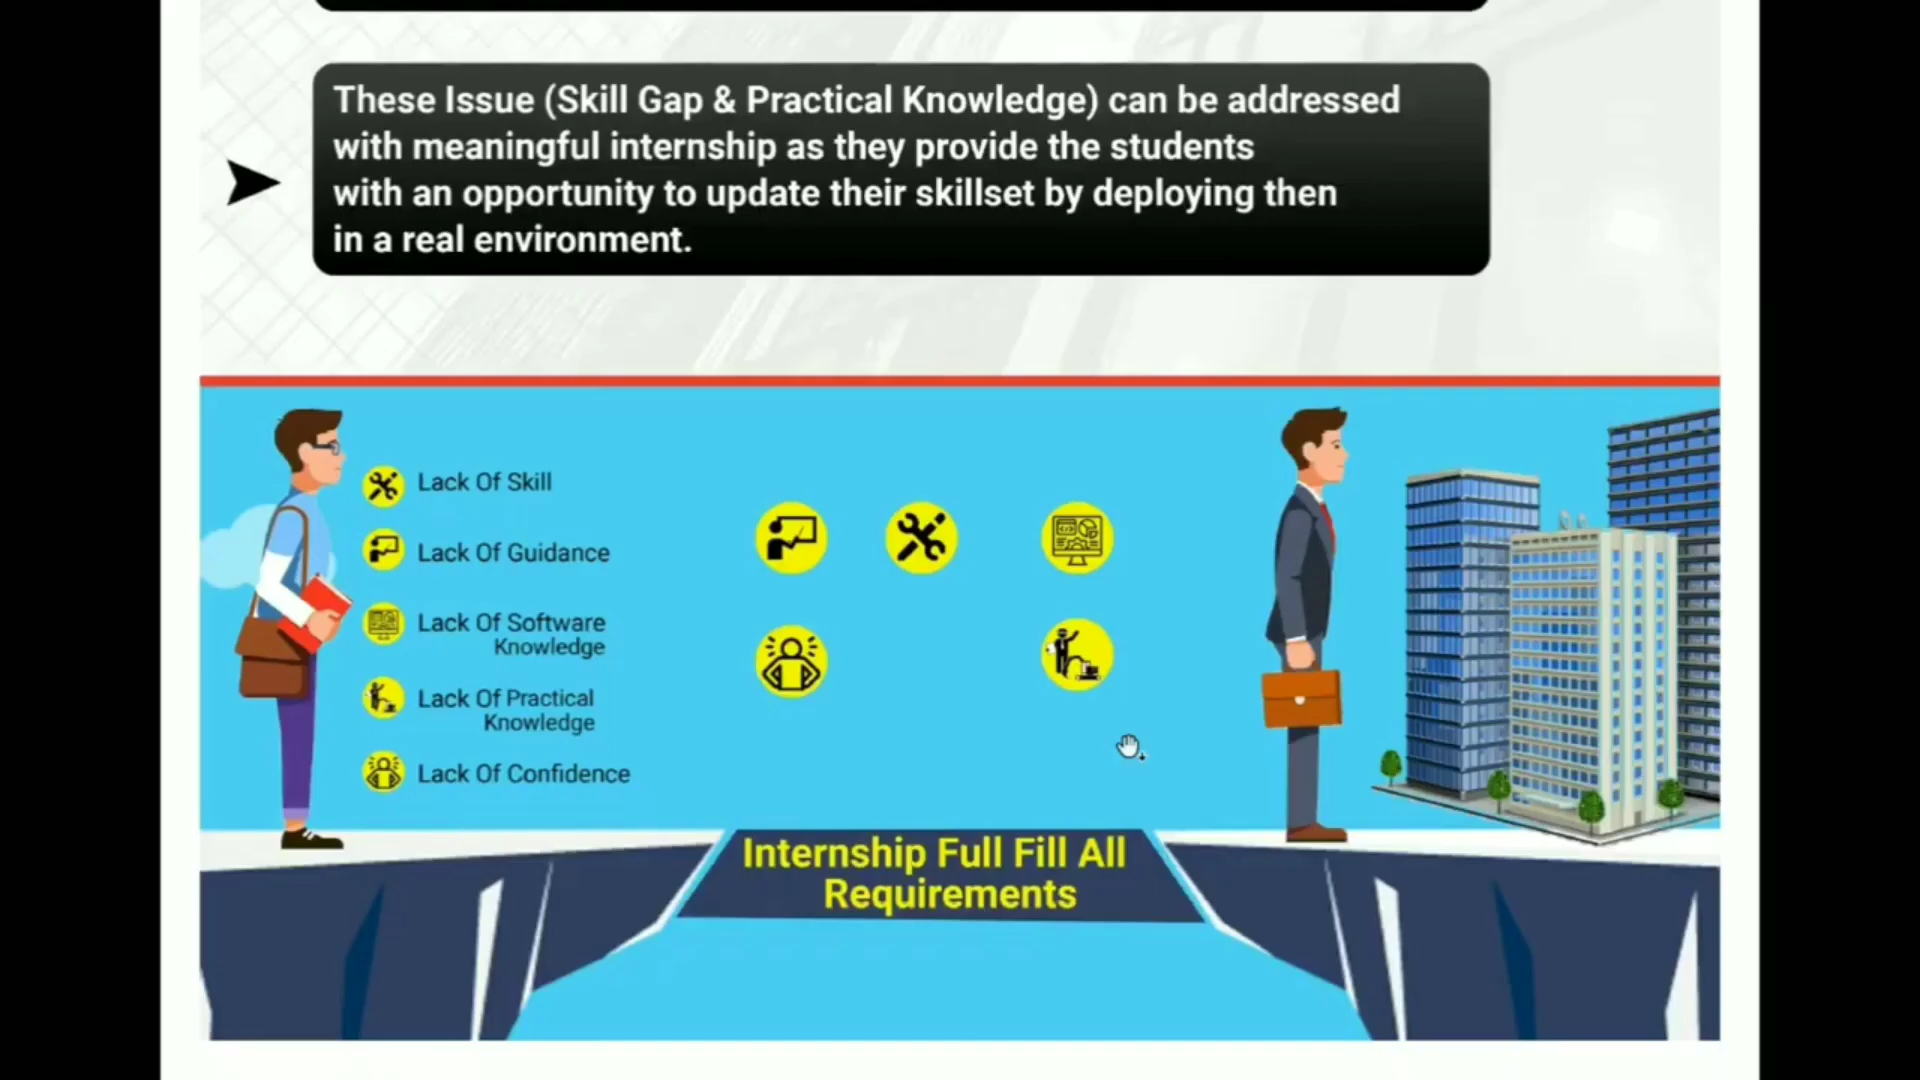 These Issue (Skill Gap & Practical Knowledge) can be addressed
with meaningful internship as they provide the students
with an opportunity to update their skillset by deploying then
in a real environment.
Lack Of Skill
Lack Of Guidance
Lack Of Software
Knowledge
Lack Of Practical
Knowledge
Lack Of Confidence
Internship Full Fill All
Requirements